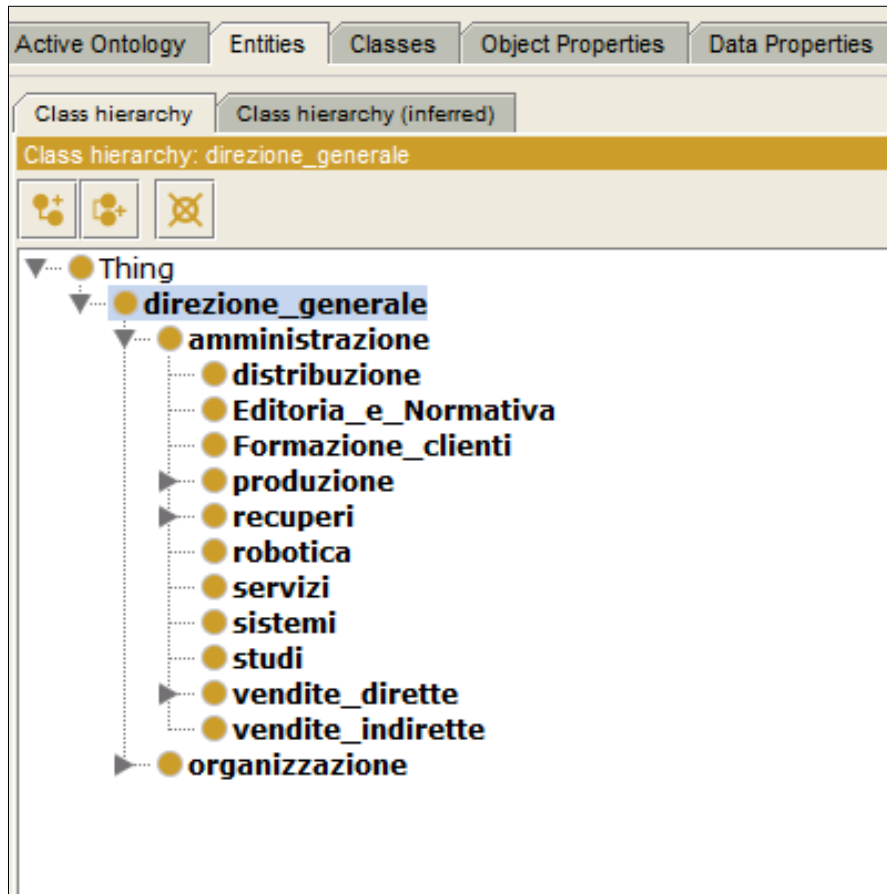 Active Ontology Entities Classes Object Properties Data Properties
Class hierarchy Class hierarchy (inferred)
Class hierarchy: direzione_generale
Thing
direzione_generale
amministrazione
distribuzione
Editoria_e_Normativa
Formazione_clienti
produzione
recuperi
robotica
servizi
sistemi
studi
vendite_dirette
vendite_indirette
organizzazione